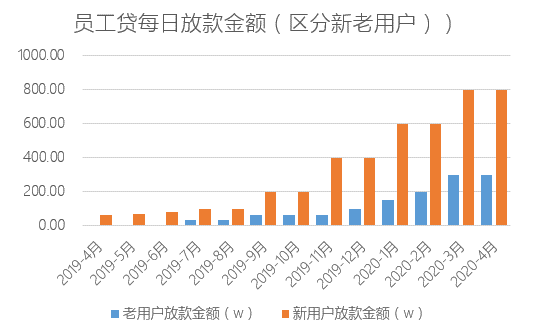 员工贷每日放款金额（区分新老用户））
1000.00
800.00
600.00
400.00
200.00
0.00
2019-4月
2019-5月
2019-6月
2019-7月
2019-8月
2019-9月
2019-10月
2019-11月
2019-12月
2020-1月
2020-2月
2020-3月
2020-4月
老用户放款金额（w） 新用户放款金额（w）